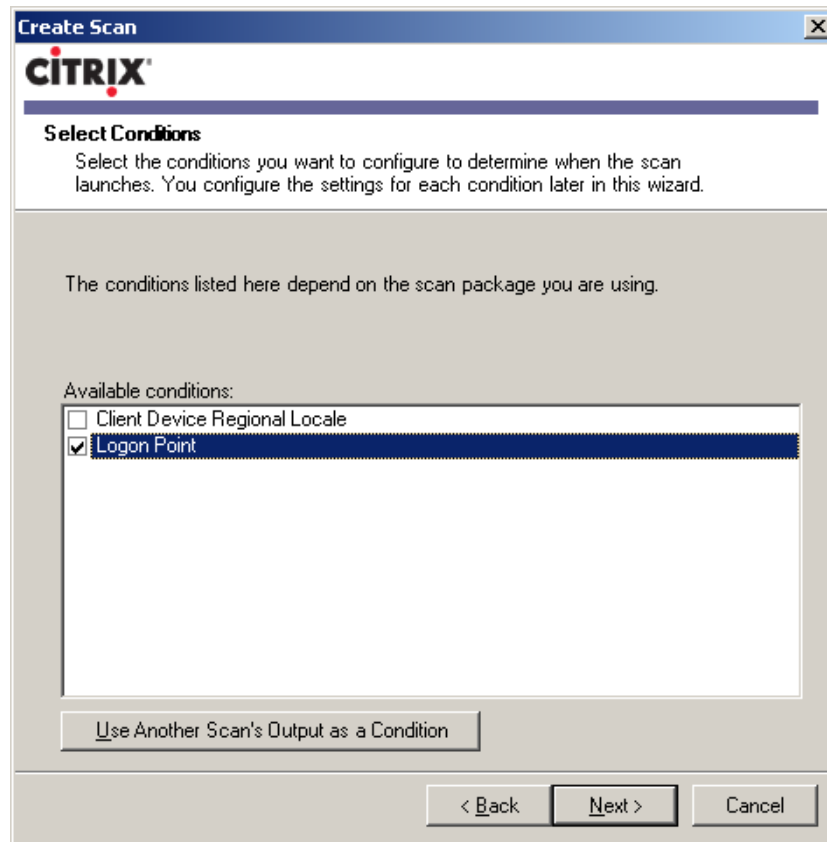 Create Scan
CiTRIX
Select Conditions
Select the conditions you want to configure to determine when the scan
launches. You configure the settings for each condition later in this wizard.
The conditions listed here depend on the scan package you are using.
Available conditions:
Client Device Regional Locale
Logon Point
Use Another Scan's Output as a Condition
< Back
Next >
Cancel